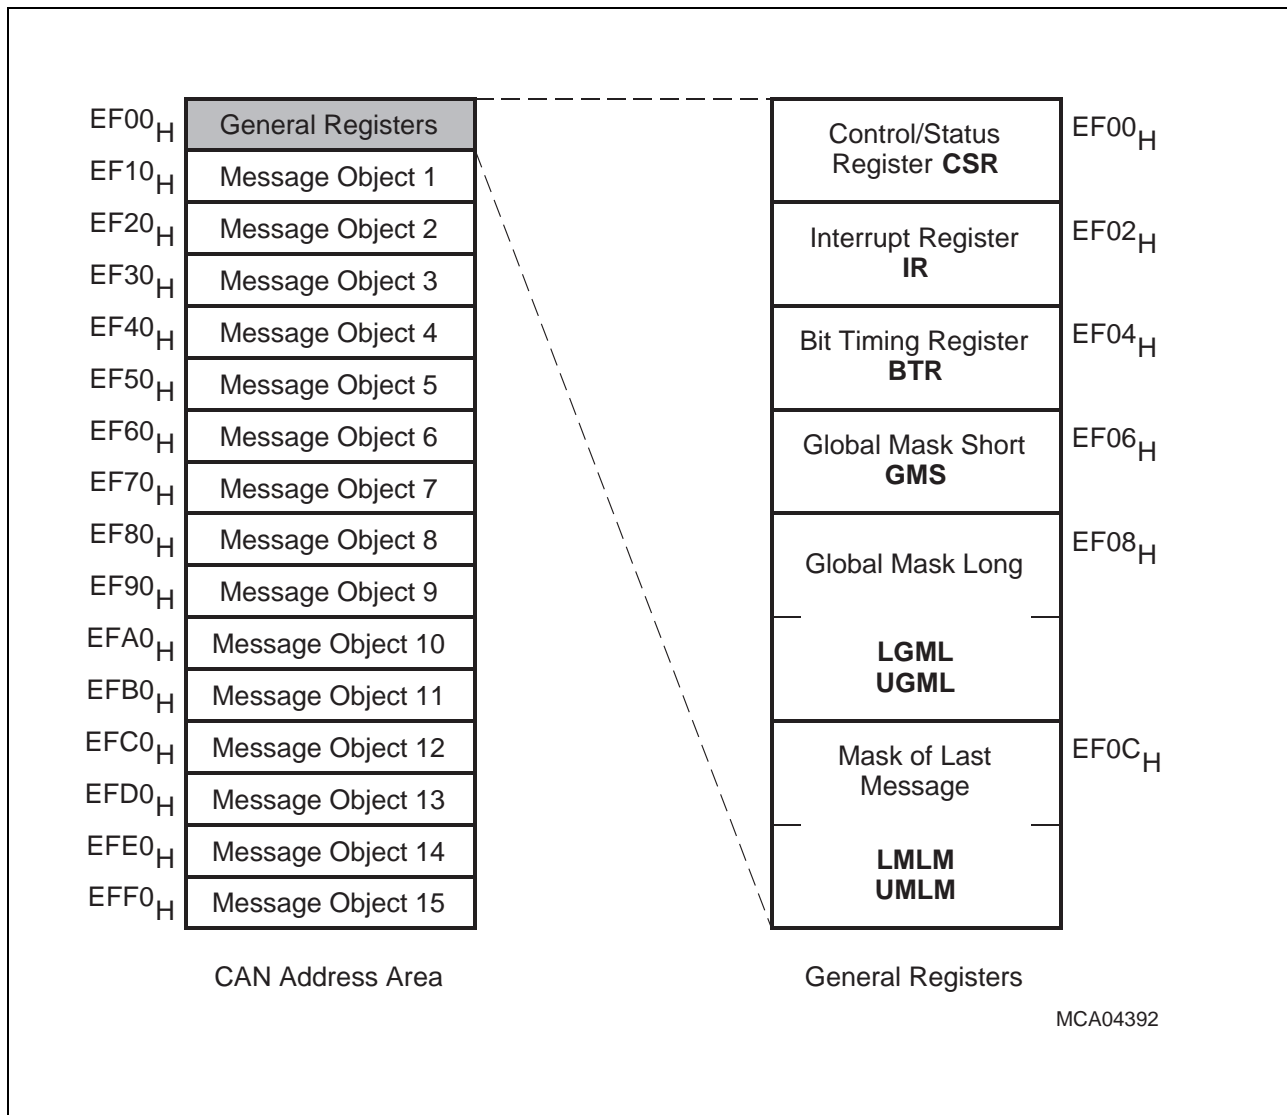 EF00H General Registers
EF10H Message Object 1
EF20H Message Object 2
EF30H Message Object 3
EF40H Message Object 4
EF50H Message Object 5
EF60H Message Object 6
EF70H Message Object 7
EF80H Message Object 8
EF90H Message Object 9
EFA0H Message Object 10
EFB0H Message Object 11
EFC0H Message Object 12
EFD0H Message Object 13
EFE0H Message Object 14
EFF0H Message Object 15
CAN Address Area
Control/Status EF00H
Register CSR
Interrupt Register EF02H
IR
Bit Timing Register EF04H
BTR
Global Mask Short EF06H
GMS
Global Mask Long EF08H
LGML
UGML
Mask of Last EF0CH
Message
LMLM
UMLM
General Registers
MCA04392